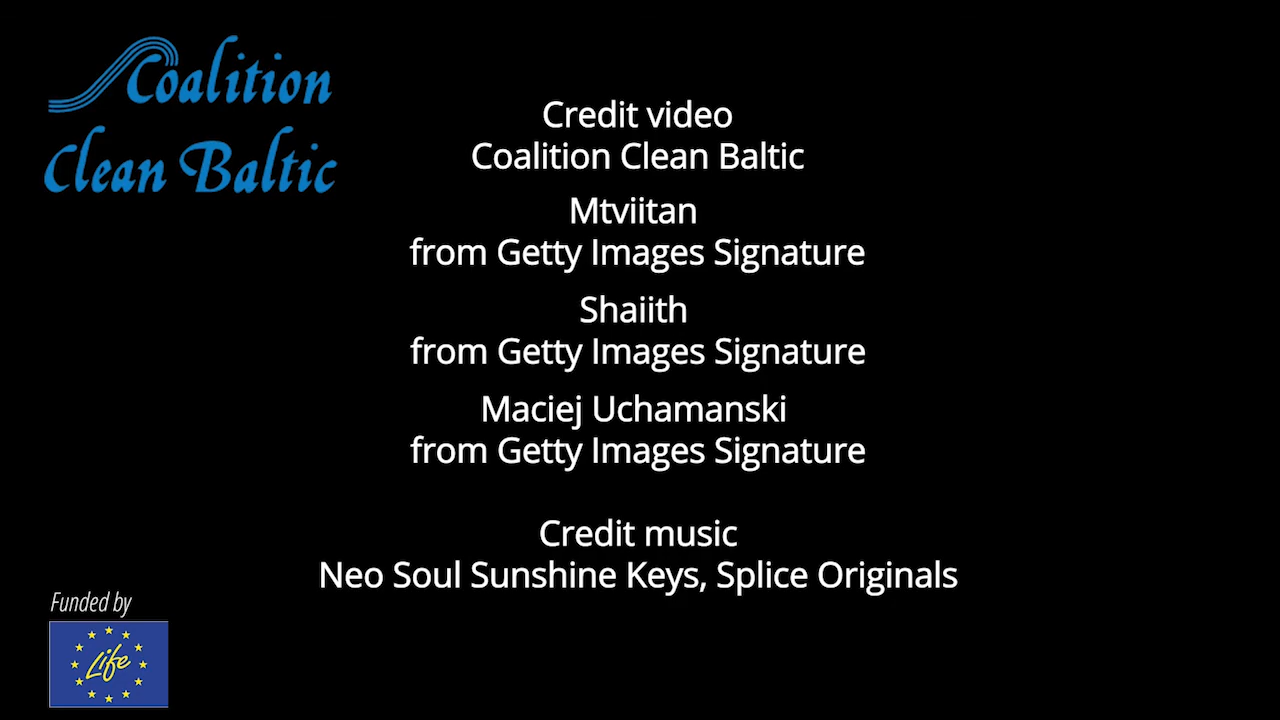 Coalition
Clean Baltic
Credit video
Coalition Clean Baltic
Mtviitan
from Getty Images Signature
Shaiith
from Getty Images Signature
Maciej Uchamanski
from Getty Images Signature
Credit music
Neo Soul Sunshine Keys, Splice Originals
Funded by
Life